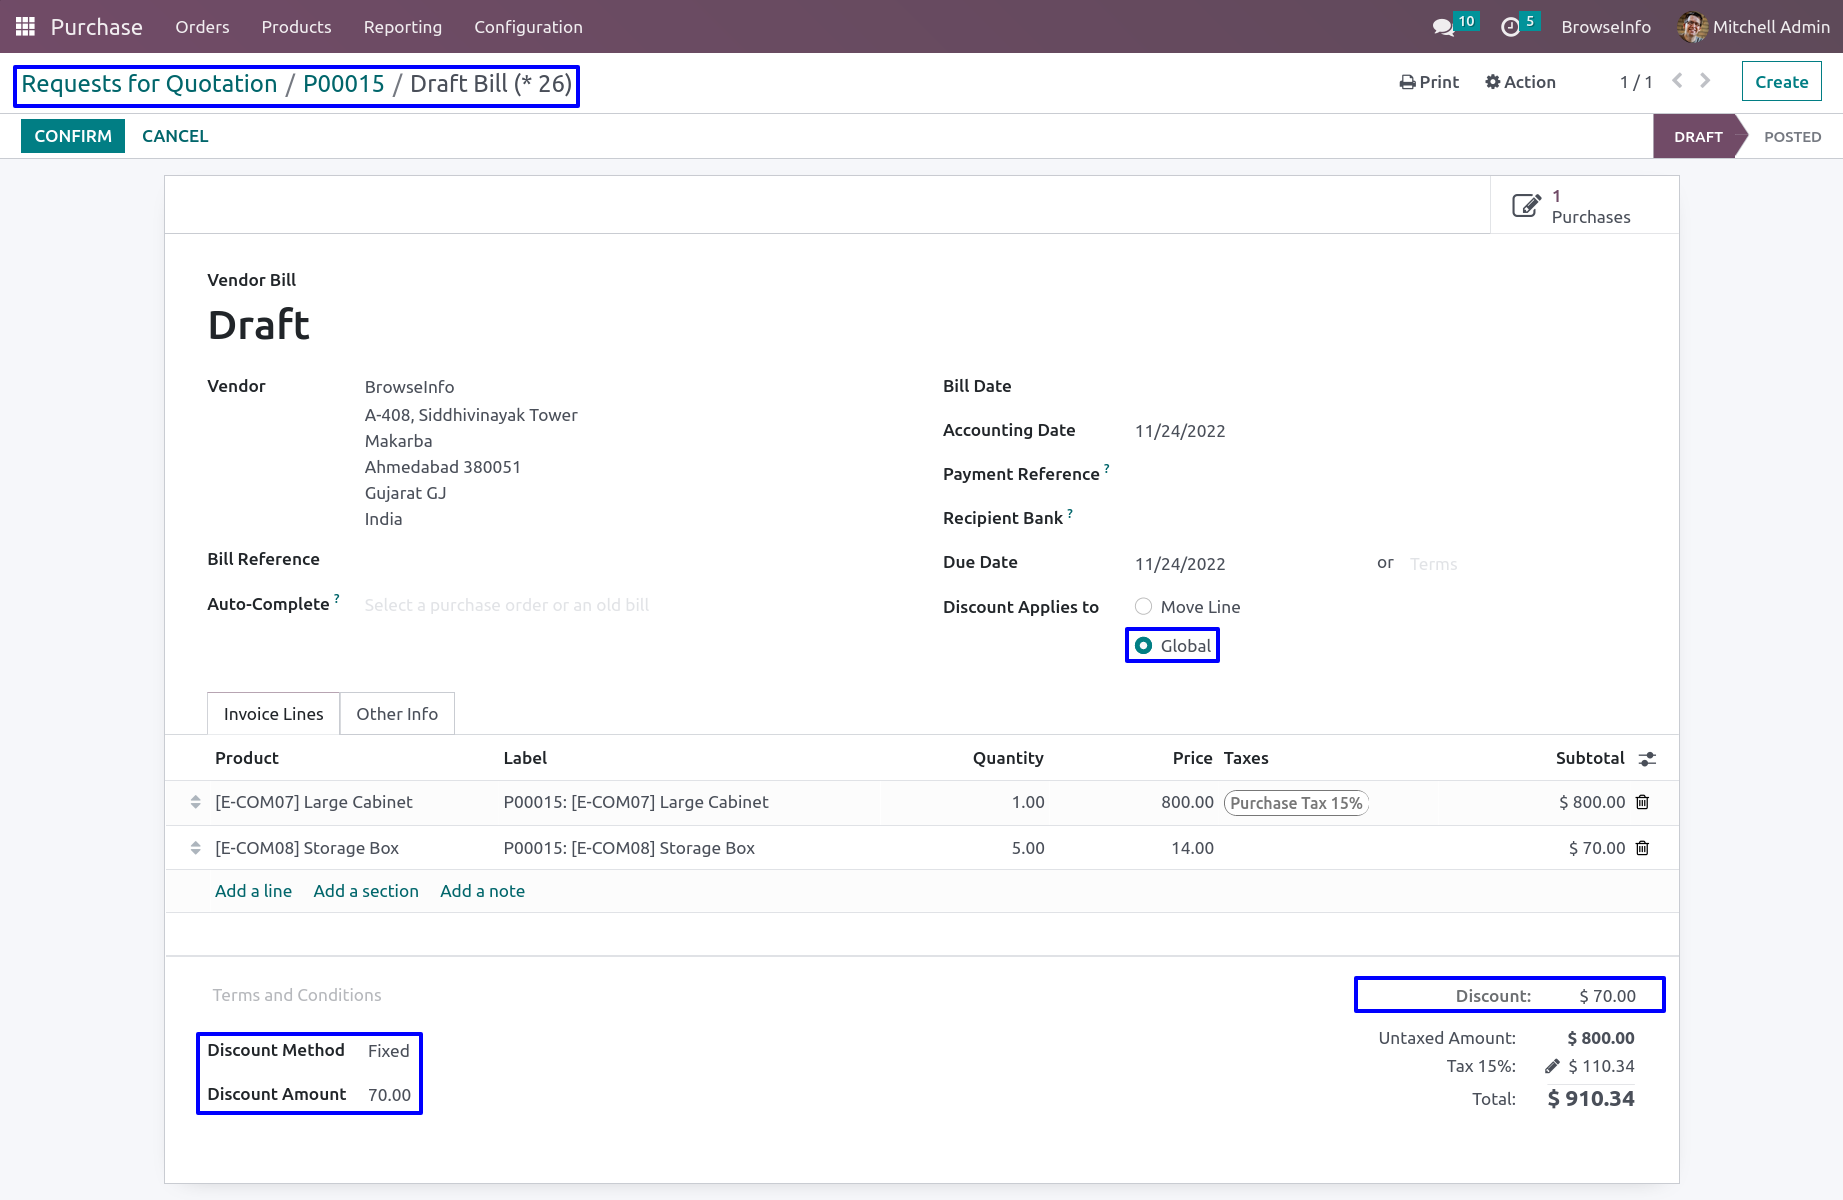 Purchase Orders Products Reporting Configuration 10 5 BrowseInfo Mitchell Admin
Requests for Quotation / P00015 / Draft Bill (* 26) Print Action 1 / 1 Create
CONFIRM CANCEL DRAFT POSTED
1
Purchases
Vendor Bill
Draft
Vendor BrowseInfo
A-408, Siddhivinayak Tower
Makarba
Ahmedabad 380051
Gujarat GJ
India
Bill Reference
Auto-Complete ? Select a purchase order or an old bill
Bill Date
Accounting Date 11/24/2022
Payment Reference ?
Recipient Bank ?
Due Date 11/24/2022 or Terms
Discount Applies to Move Line
Global
Invoice Lines Other Info
Product Label Quantity Price Taxes Subtotal
[E-COM07] Large Cabinet P00015: [E-COM07] Large Cabinet 1.00 800.00 Purchase Tax 15% $ 800.00
[E-COM08] Storage Box P00015: [E-COM08] Storage Box 5.00 14.00 $ 70.00
Add a line Add a section Add a note
Terms and Conditions
Discount Method Fixed
Discount Amount 70.00
Discount: $ 70.00
Untaxed Amount: $ 800.00
Tax 15%: $ 110.34
Total: $ 910.34